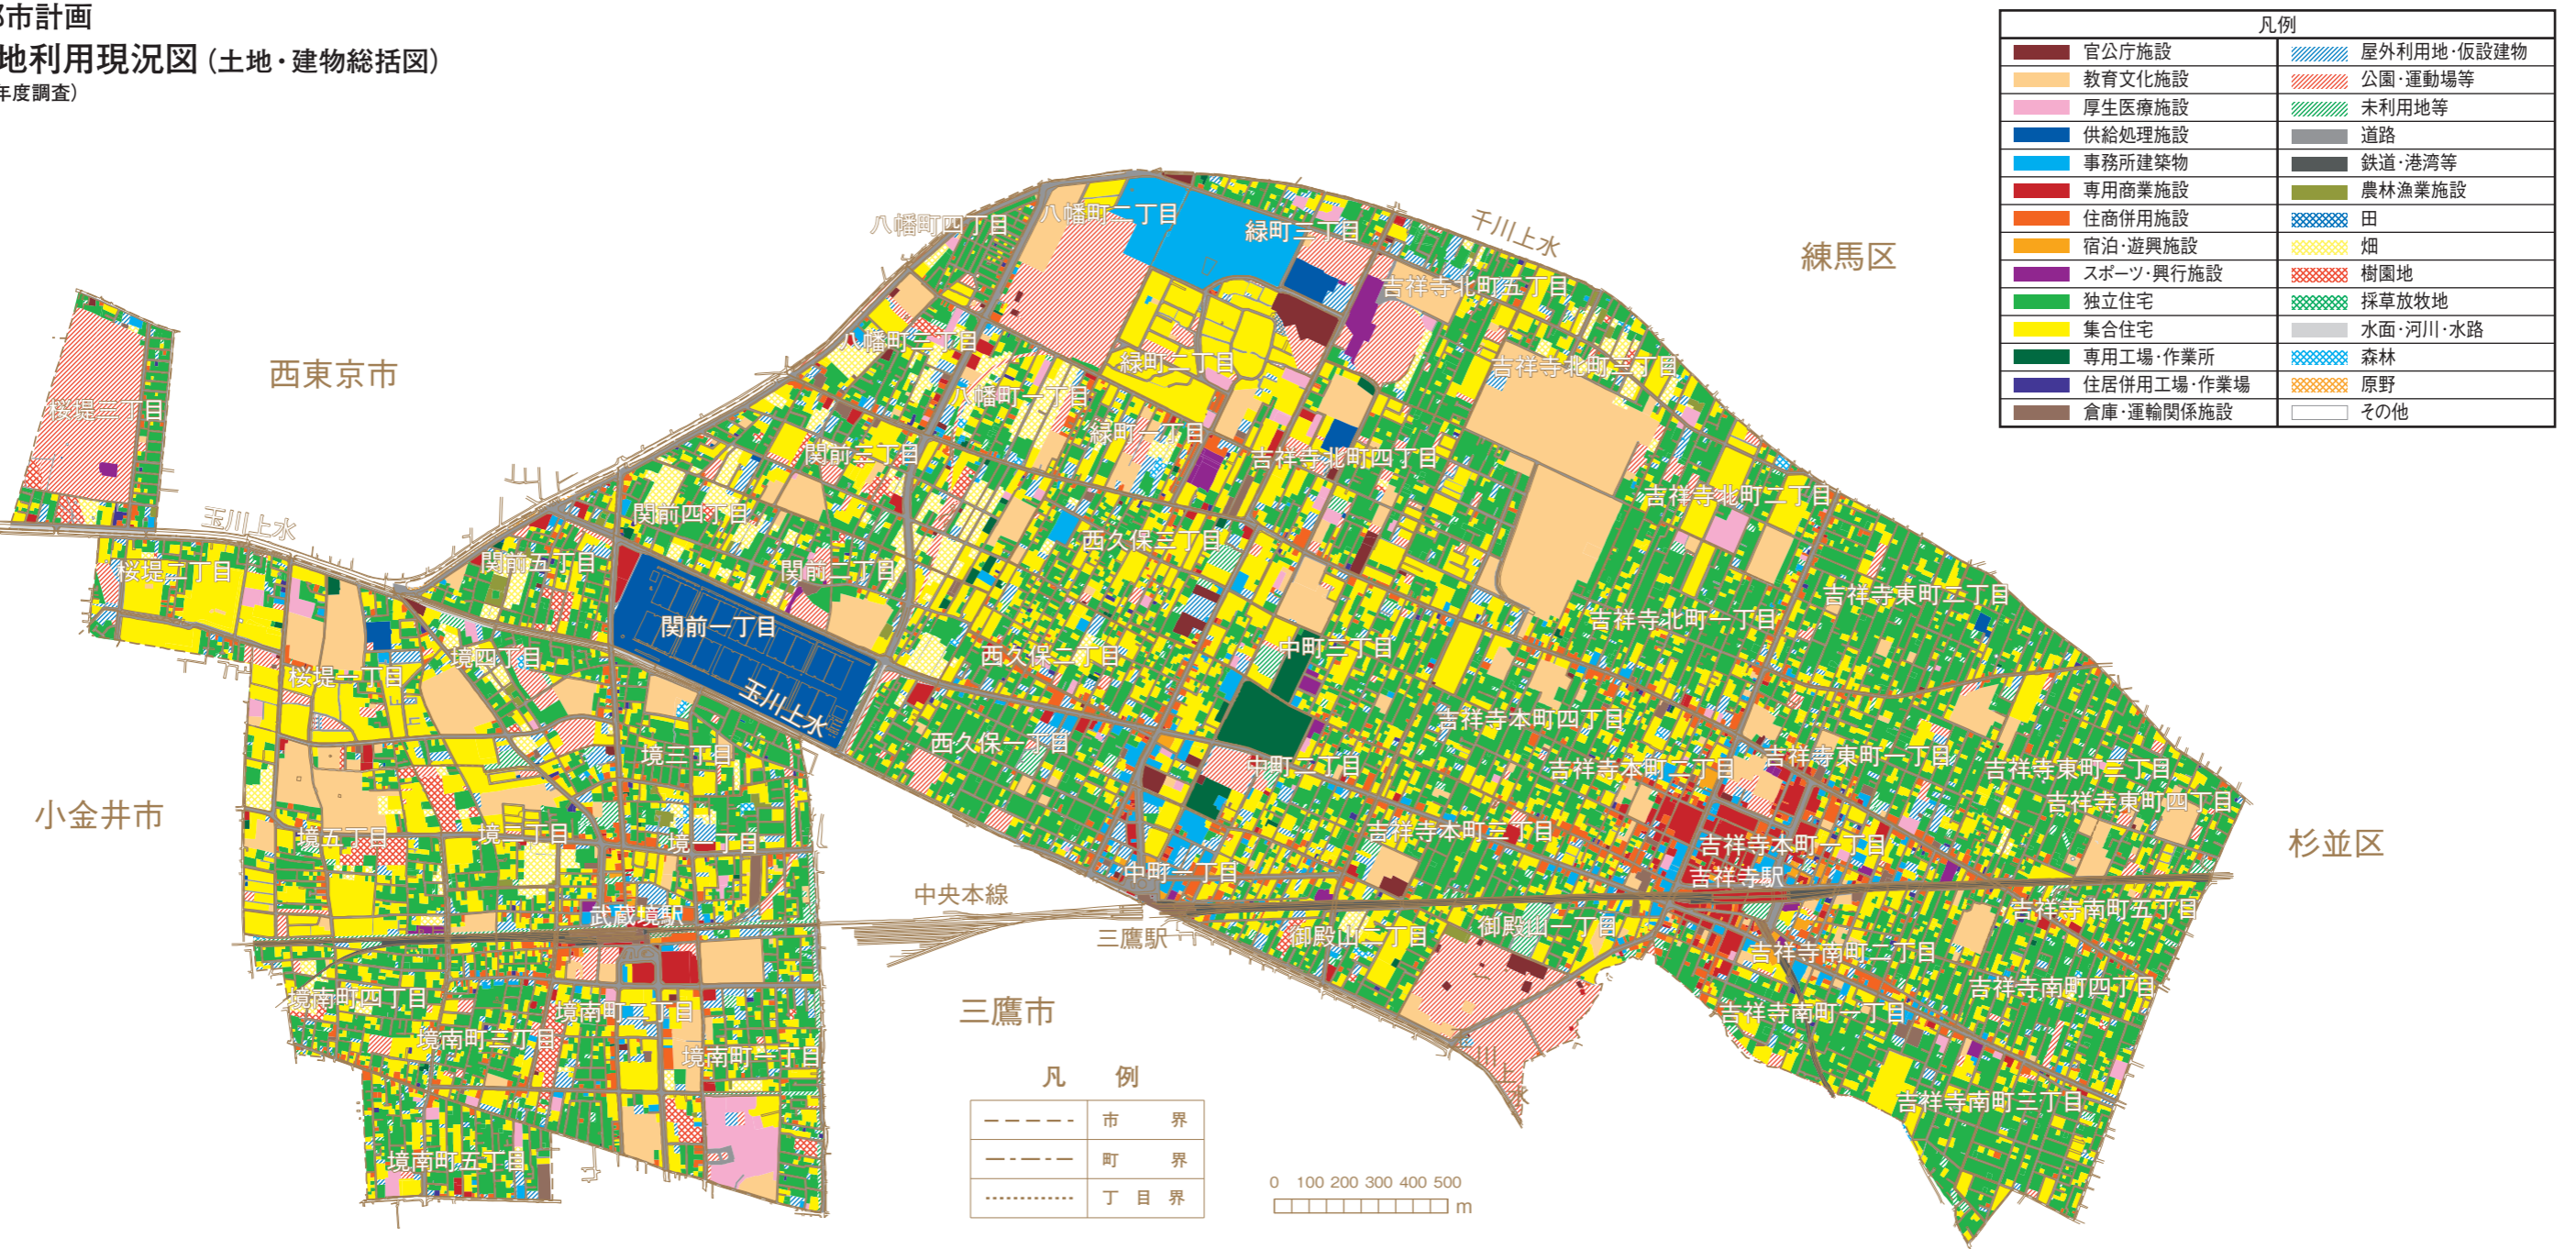 都市計画
地利用現況図（土地・建物総括図）
年度調査）
凡例
官公庁施設
教育文化施設
厚生医療施設
供給処理施設
事務所建築物
専用商業施設
住商併用施設
宿泊・遊興施設
スポーツ・興行施設
独立住宅
集合住宅
専用工場・作業所
住居併用工場・作業場
倉庫・運輸関係施設
屋外利用地・仮設建物
公園・運動場等
未利用地等
道路
鉄道・港湾等
農林漁業施設
田
畑
樹園地
採草放牧地
水面・河川・水路
森林
原野
その他
八幡町四丁目
八幡町二丁目
緑町三丁目
千川上水
練馬区
吉祥寺北町五丁目
西東京市
八幡町三丁目
緑町二丁目
吉祥寺北町三丁目
桜堤三丁目
八幡町一丁目
緑町一丁目
関前三丁目
吉祥寺北町四丁目
吉祥寺北町二丁目
玉川上水
関前四丁目
西久保三丁目
関前五丁目
関前二丁目
桜堤二丁目
吉祥寺東町二丁目
関前一丁目
吉祥寺北町一丁目
中町三丁目
西久保二丁目
境四丁目
桜堤一丁目
玉川上水
吉祥寺本町四丁目
西久保一丁目
境三丁目
中町二丁目
吉祥寺本町二丁目
吉祥寺東町一丁目
吉祥寺東町三丁目
吉祥寺東町四丁目
小金井市
境五丁目
境二丁目
境一丁目
吉祥寺本町三丁目
吉祥寺本町一丁目
杉並区
中町一丁目
吉祥寺駅
中央本線
武蔵境駅
三鷹駅
御殿山二丁目
御殿山一丁目
吉祥寺南町五丁目
吉祥寺南町二丁目
境南町四丁目
境南町二丁目
三鷹市
吉祥寺南町一丁目
吉祥寺南町四丁目
境南町三丁目
境南町一丁目
玉川上水
吉祥寺南町三丁目
境南町五丁目
凡 例
市 界
町 界
丁 目 界
0 100 200 300 400 500
m